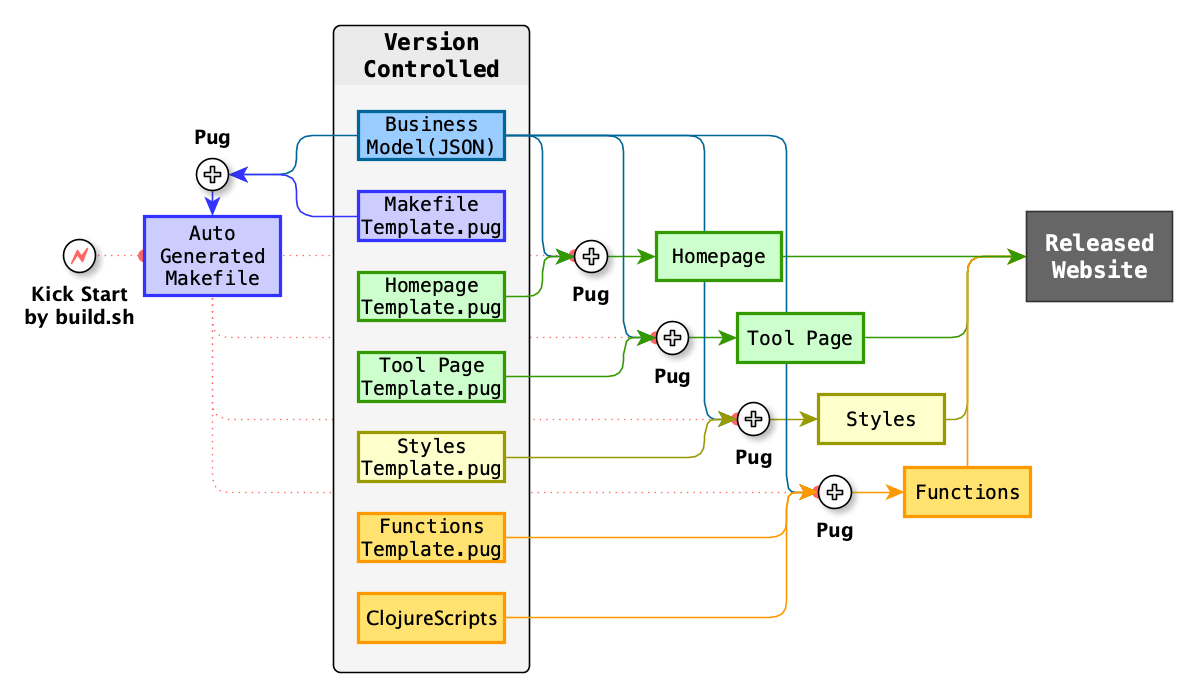 Version
Controlled
Business
Model(JSON)
Pug
Makefile
Template.pug
Auto
Generated
Makefile
Kick Start
by build.sh
Homepage
Template.pug
Pug
Homepage
Released
Website
Tool Page
Template.pug
Pug
Tool Page
Styles
Template.pug
Pug
Styles
Functions
Template.pug
Pug
Functions
ClojureScripts